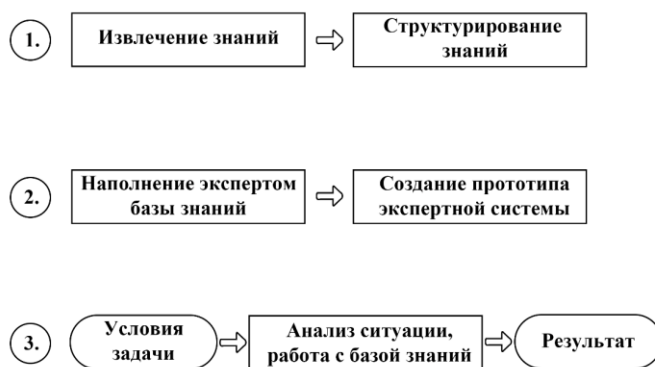 1.
Извлечение знаний
Структурирование
знаний
2.
Наполнение экспертом
базы знаний
Создание прототипа
экспертной системы
3.
Условия
задачи
Анализ ситуации,
работа с базой знаний
Результат